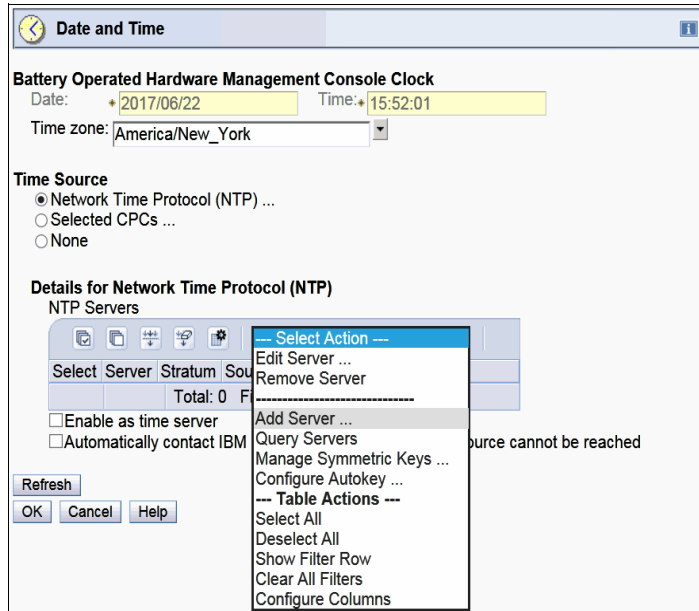 Date and Time
i
Battery Operated Hardware Management Console Clock
Date: 2017/06/22 Time: 15:52:01
Time zone: America/New_York
Time Source
Network Time Protocol (NTP) ...
Selected CPCs ...
None
Details for Network Time Protocol (NTP)
NTP Servers
--- Select Action ---
Edit Server ...
Remove Server
------------------------------
Add Server ...
Query Servers
Manage Symmetric Keys ...
Configure Autokey ...
--- Table Actions ---
Select All
Deselect All
Show Filter Row
Clear All Filters
Configure Columns
Select Server Stratum Sou
Total: 0 Fi
Enable as time server
Automatically contact IBM
ource cannot be reached
Refresh
OK Cancel Help